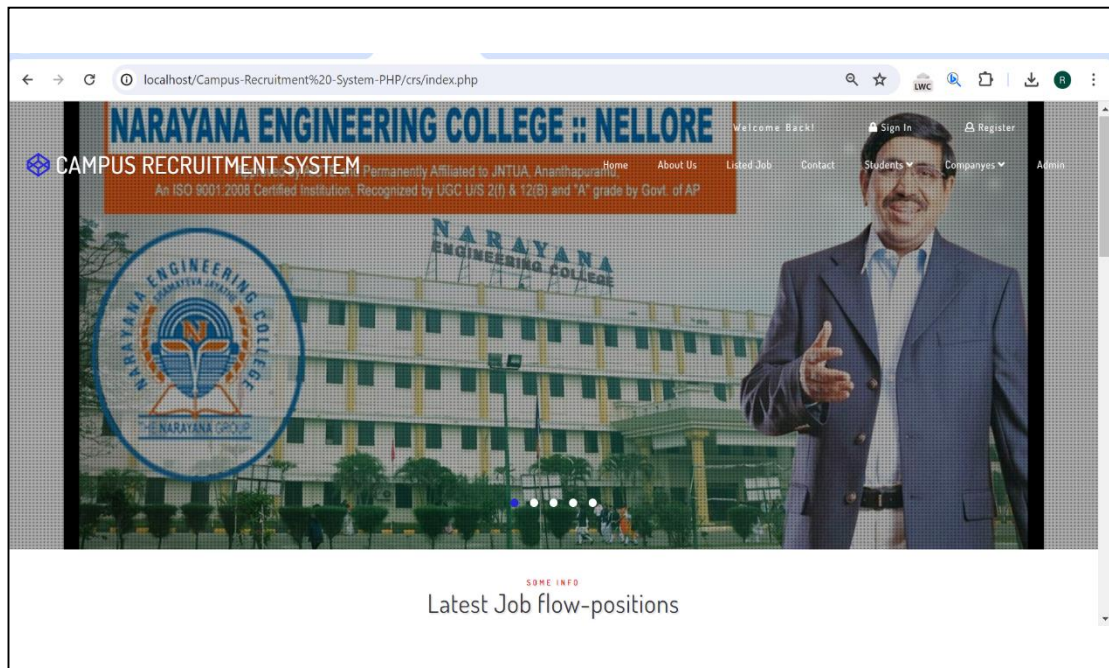 localhost/Campus-Recruitment%20-System-PHP/crs/index.php
LWC
R
NARAYANA ENGINEERING COLLEGE :: NELLORE
Welcome Back!
Sign In
Register
CAMPUS RECRUITMENT SYSTEM
Home
About Us
Listed Job
Contact
Students
Companyes
Admin
Permanently Affiliated to JNTUA, Ananthapuramu,
An ISO 9001:2008 Certified Institution, Recognized by UGC U/S 2(f) & 12(B) and "A" grade by Govt. of AP
NARAYANA
ENGINEERING COLLEGE
NARAYANA ENGINEERING COLLEGE
N
THE NARAYANA GROUP
SOME INFO
Latest Job flow-positions